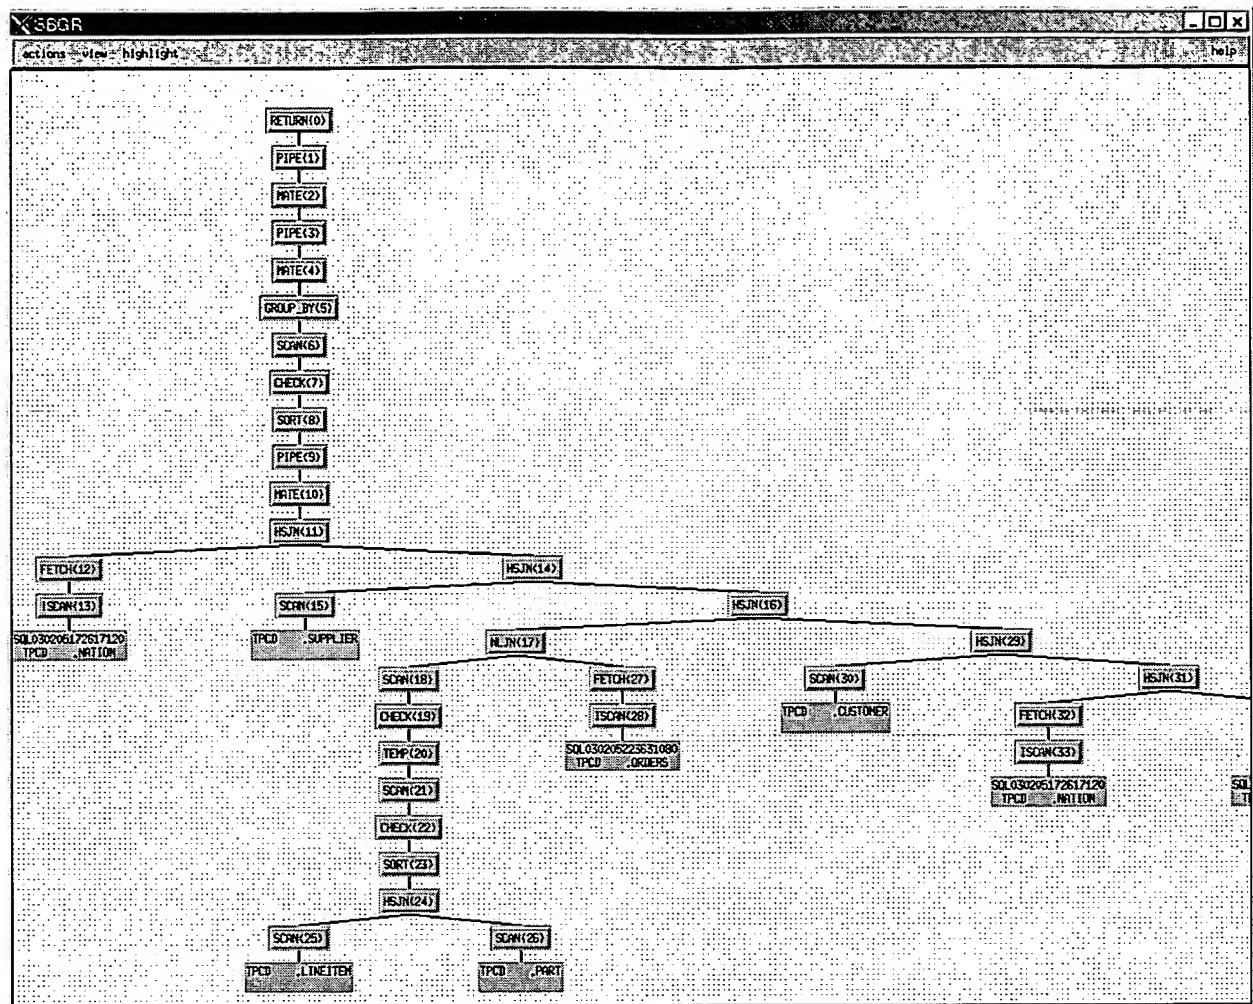 SBGR
actions view highlight help
RETURN(0)
PIPE(1)
MATE(2)
PIPE(3)
MATE(4)
GROUP_BY(5)
SCAN(6)
CHECK(7)
SORT(8)
PIPE(9)
MATE(10)
HSJN(11)
FETCH(12) HSJN(14)
ISCAN(13) SCAN(15) HSJN(16)
SQL030205172617120
TPCD .NATION
TPCD .SUPPLIER
NLJN(17) HSJN(29)
SCAN(18) FETCH(27) SCAN(30) HSJN(31)
CHECK(19) ISCAN(28)
TPCD .CUSTOMER
FETCH(32)
TEMP(20)
SQL030205223631080
TPCD .ORDERS
ISCAN(33)
SCAN(21)
SQL030205172617120
TPCD .NATION
CHECK(22)
SORT(23)
HSJN(24)
SCAN(25) SCAN(26)
TPCD .LINEITEM
TPCD .PART